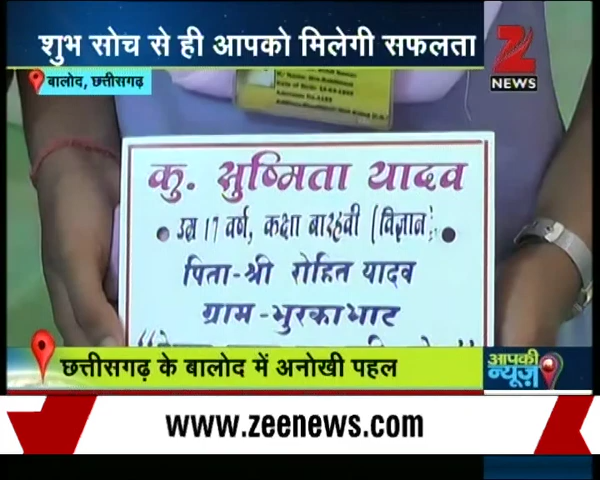 शुभ सोच से ही आपको मिलेगी सफलता
ZEE NEWS
बालोद, छत्तीसगढ़
कु. सुष्मिता यादव
उम्र 17 वर्ष, कक्षा बारहवी (विज्ञान
पिता-श्री रोहित यादव
ग्राम-भुरकाभाट
छत्तीसगढ़ के बालोद में अनोखी पहल
आपकी
न्यूज़
www.zeenews.com